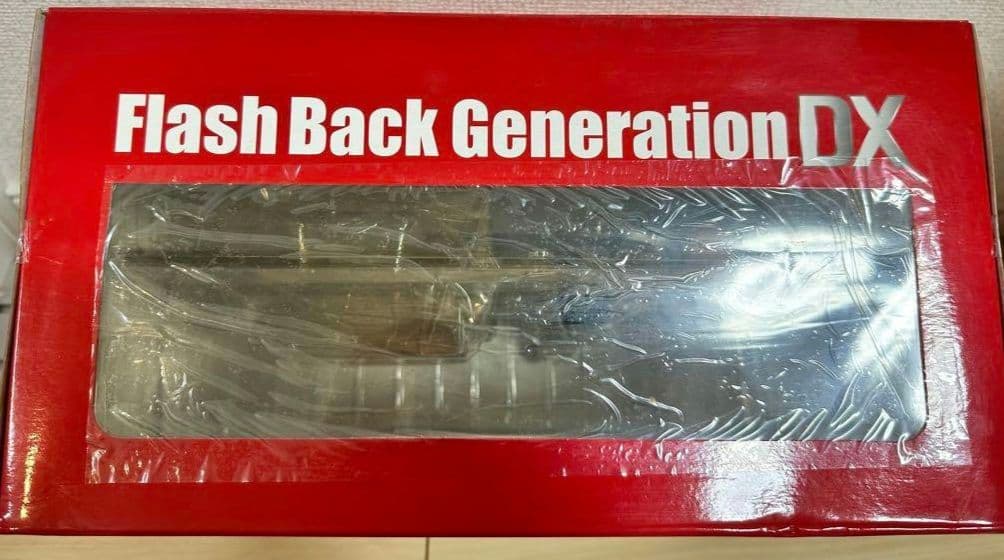 Flash Back Generation DX